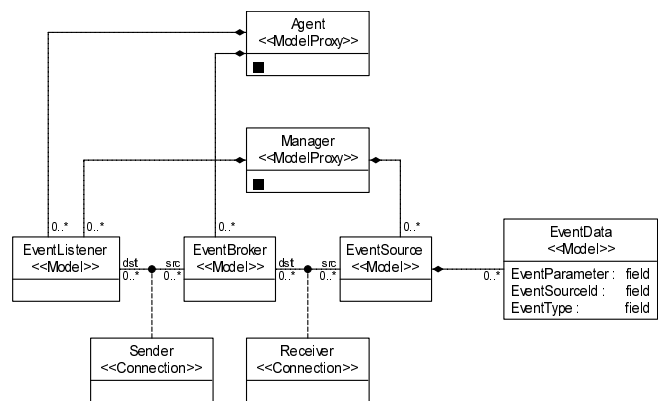 Agent
<<ModelProxy>>
Manager
<<ModelProxy>>
0..*
0..*
0..*
0..*
EventListener
<<Model>>
dst
0..*
src
0..*
EventBroker
<<Model>>
dst
0..*
src
0..*
EventSource
<<Model>>
0..*
EventData
<<Model>>
EventParameter : field
EventSourceId : field
EventType : field
Sender
<<Connection>>
Receiver
<<Connection>>